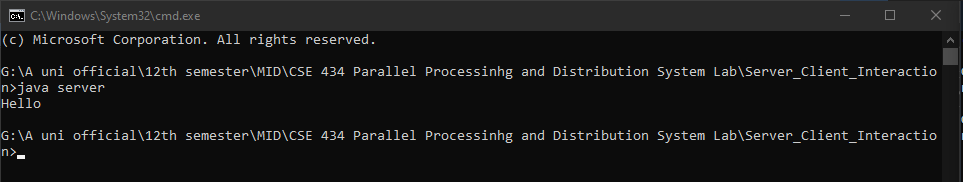 C:\Windows\System32\cmd.exe
(c) Microsoft Corporation. All rights reserved.
G:\A uni official\12th semester\MID\CSE 434 Parallel Processinhg and Distribution System Lab\Server_Client_Interactio
n>java server
Hello
G:\A uni official\12th semester\MID\CSE 434 Parallel Processinhg and Distribution System Lab\Server_Client_Interactio
n>